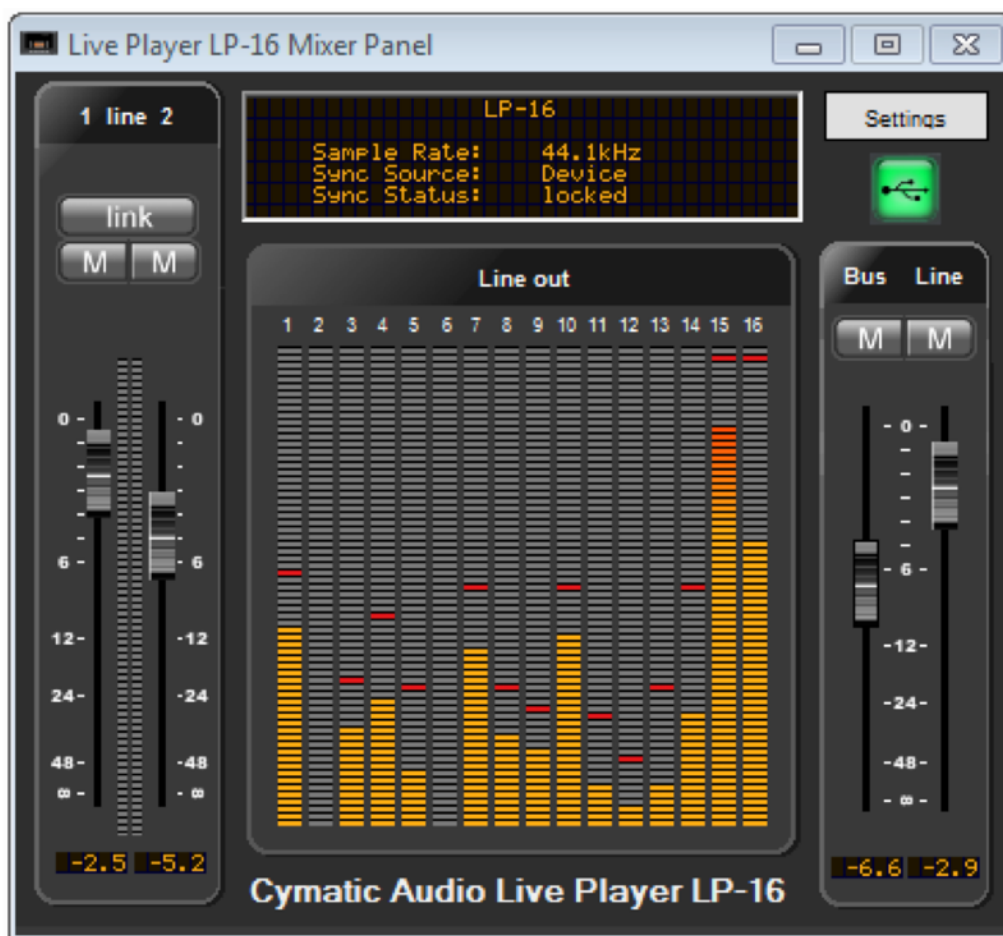 Live Player LP-16 Mixer Panel
1 line 2
link
M M
0 - - 0
6 - - 6
12 - - 12
24 - - 24
48 - - 48
∞ - - ∞
-2.5 -5.2
LP-16
Sample Rate: 44.1kHz
Sync Source: Device
Sync Status: locked
Line out
1 2 3 4 5 6 7 8 9 10 11 12 13 14 15 16
Cymatic Audio Live Player LP-16
Settings
Bus Line
M M
- 0 -
- 6 -
-12-
-24-
-48-
- ∞ -
-6.6 -2.9